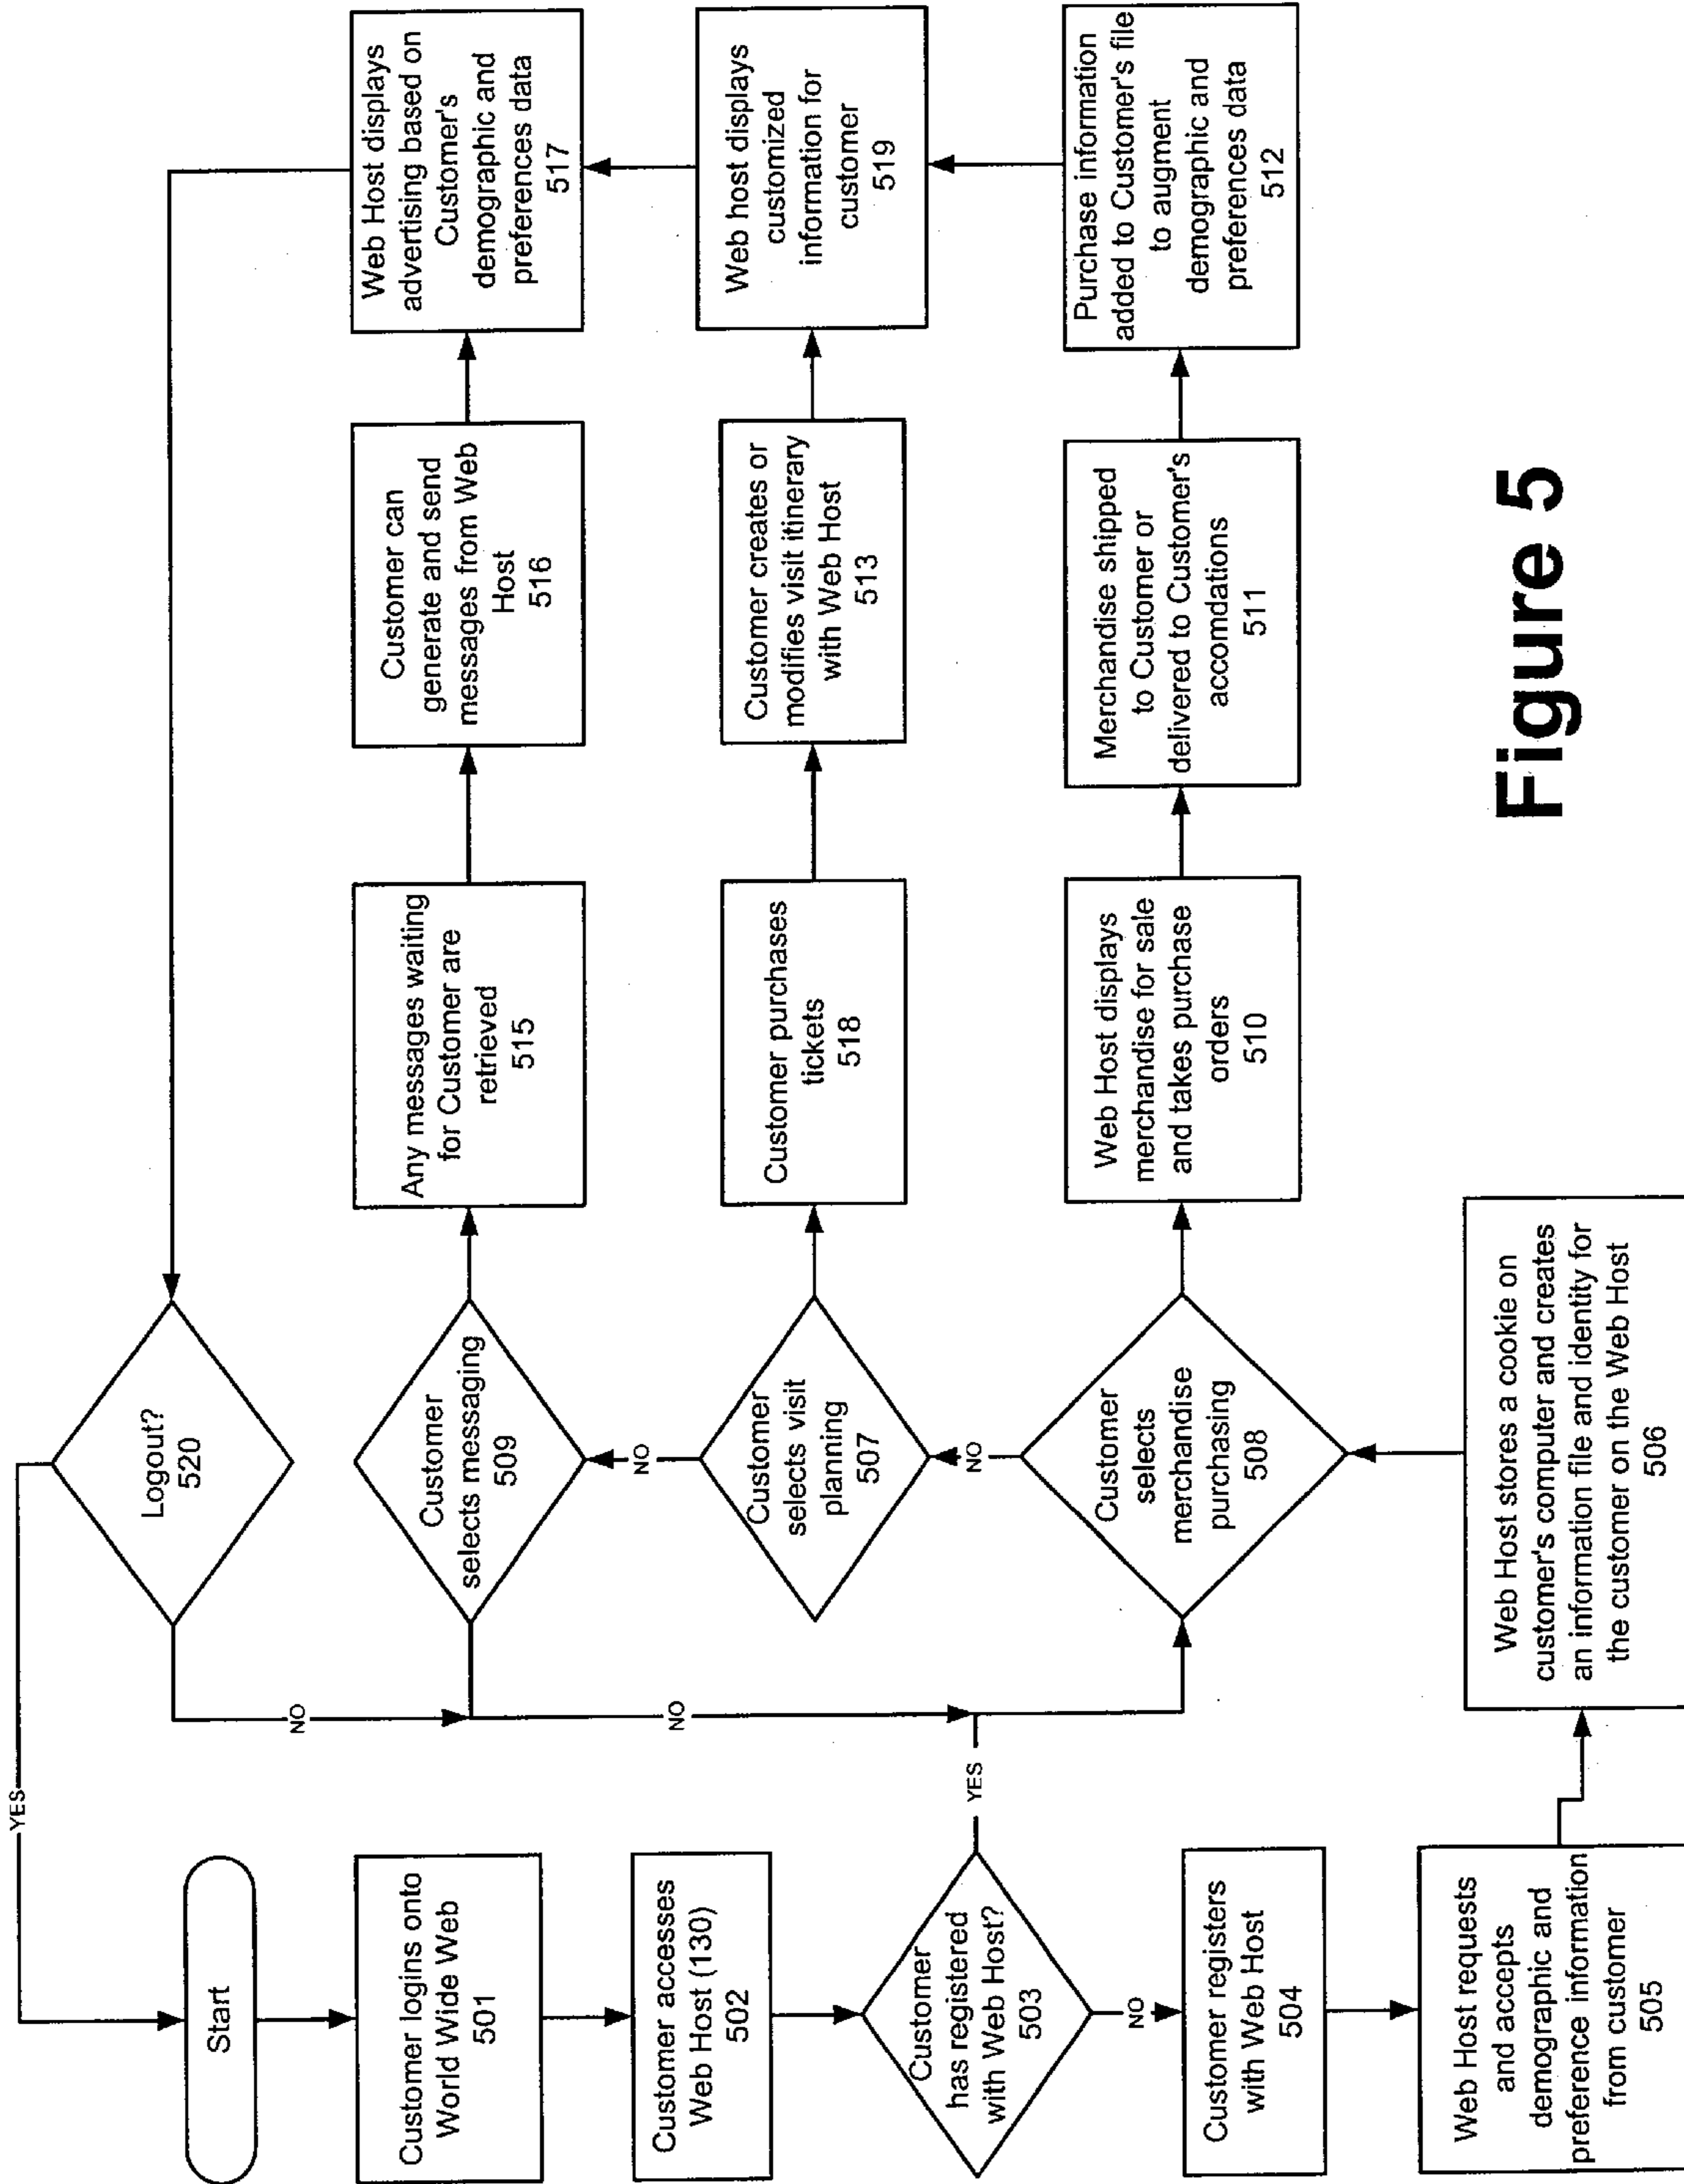 Start
Customer logins onto
World Wide Web
501
Customer accesses
Web Host (130)
502
Customer
has registered
with Web Host?
503
YES
NO
Customer registers
with Web Host
504
Web Host requests
and accepts
demographic and
preference information
from customer
505
Web Host stores a cookie on
customer's computer and creates
an information file and identity for
the customer on the Web Host
506
Logout?
520
YES
NO
NO
Customer
selects messaging
509
NO
Customer
selects visit
planning
507
NO
Customer
selects
merchandise
purchasing
508
Any messages waiting
for Customer are
retrieved
515
Customer purchases
tickets
518
Web Host displays
merchandise for sale
and takes purchase
orders
510
Customer can
generate and send
messages from Web
Host
516
Customer creates or
modifies visit itinerary
with Web Host
513
Merchandise shipped
to Customer or
delivered to Customer's
accomdations
511
Web Host displays
advertising based on
Customer's
demographic and
preferences data
517
Web host displays
customized
information for
customer
519
Purchase information
added to Customer's file
to augment
demographic and
preferences data
512
Figure 5